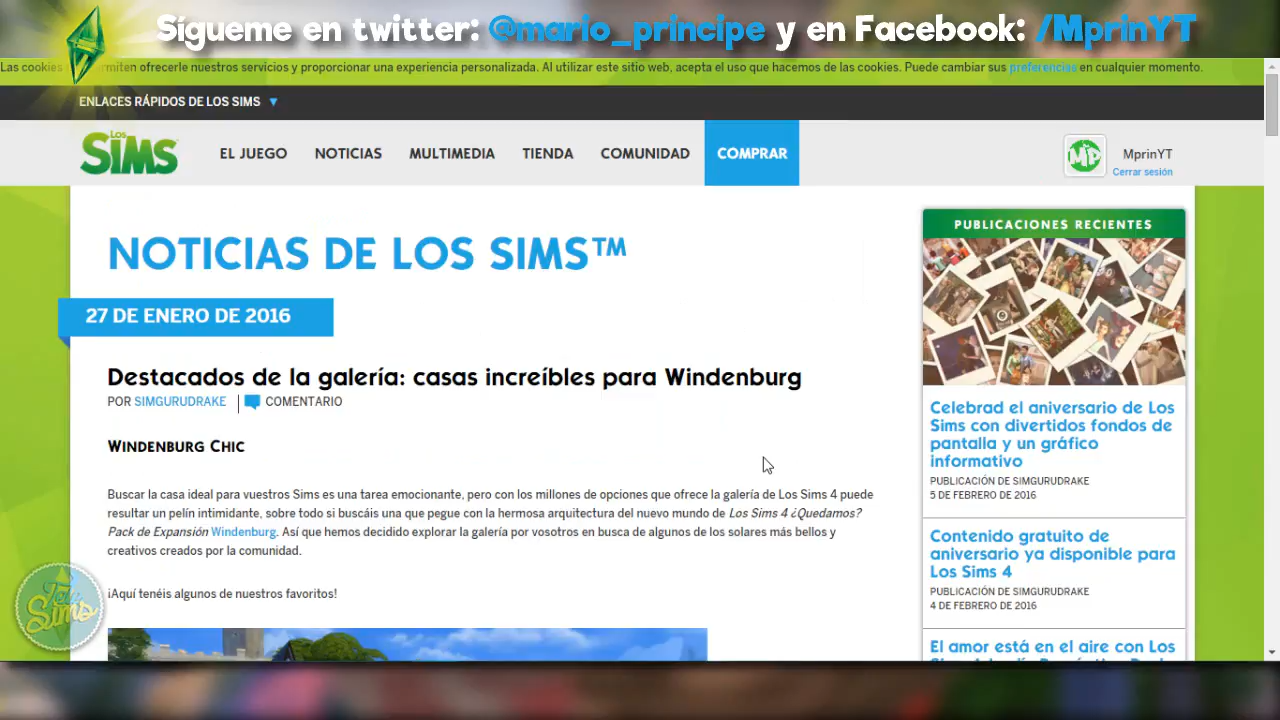 Sígueme en twitter: @mario_principe y en Facebook: /MprinYT
Las cookies permiten ofrecerle nuestros servicios y proporcionar una experiencia personalizada. Al utilizar este sitio web, acepta el uso que hacemos de las cookies. Puede cambiar sus preferencias en cualquier momento.
ENLACES RÁPIDOS DE LOS SIMS
LOS SIMS
EL JUEGO NOTICIAS MULTIMEDIA TIENDA COMUNIDAD COMPRAR
MP
MprinYT
Cerrar sesión
NOTICIAS DE LOS SIMS™
27 DE ENERO DE 2016
Destacados de la galería: casas increíbles para Windenburg
POR SIMGURUDRAKE | COMENTARIO
WINDENBURG CHIC
Buscar la casa ideal para vuestros Sims es una tarea emocionante, pero con los millones de opciones que ofrece la galería de Los Sims 4 puede
resultar un pelín intimidante, sobre todo si buscáis una que pegue con la hermosa arquitectura del nuevo mundo de Los Sims 4 ¿Quedamos?
Pack de Expansión Windenburg. Así que hemos decidido explorar la galería por vosotros en busca de algunos de los solares más bellos y
creativos creados por la comunidad.
¡Aquí tenéis algunos de nuestros favoritos!
PUBLICACIONES RECIENTES
Celebrad el aniversario de Los
Sims con divertidos fondos de
pantalla y un gráfico
informativo
PUBLICACIÓN DE SIMGURUDRAKE
5 DE FEBRERO DE 2016
Contenido gratuito de
aniversario ya disponible para
Los Sims 4
PUBLICACIÓN DE SIMGURUDRAKE
4 DE FEBRERO DE 2016
El amor está en el aire con Los
Sims